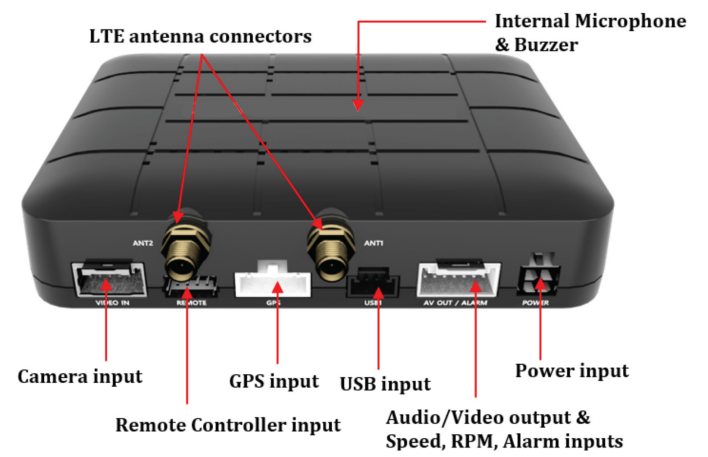 Internal Microphone
& Buzzer
LTE antenna connectors
ANT2
ANT1
VIDEO IN
REMOTE
GPS
USB1
AV OUT / ALARM
POWER
Camera input
GPS input
USB input
Power input
Remote Controller input
Audio/Video output &
Speed, RPM, Alarm inputs